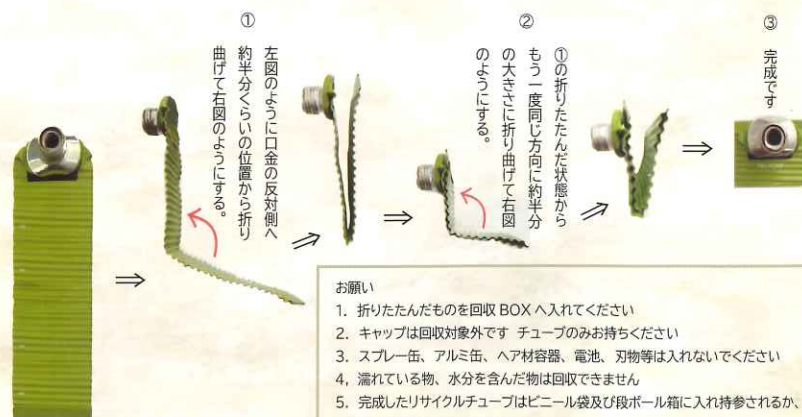 ①
左図のように口金の反対側へ
約半分くらいの位置から折り
曲げて右図のようにする。
②
①の折りたたんだ状態から
もう一度同じ方向に約半分
の大きさに折り曲げて右図
のようにする。
③
完成です
お願い
1. 折りたたんだものを回収 BOX へ入れてください
2. キャップは回収対象外です チューブのみお持ちください
3. スプレー缶、アルミ缶、ヘア材容器、電池、刃物等は入れないでください
4, 濡れている物、水分を含んだ物は回収できません
5. 完成したリサイクルチューブはビニール袋及び段ボール箱に入れ持参されるか、